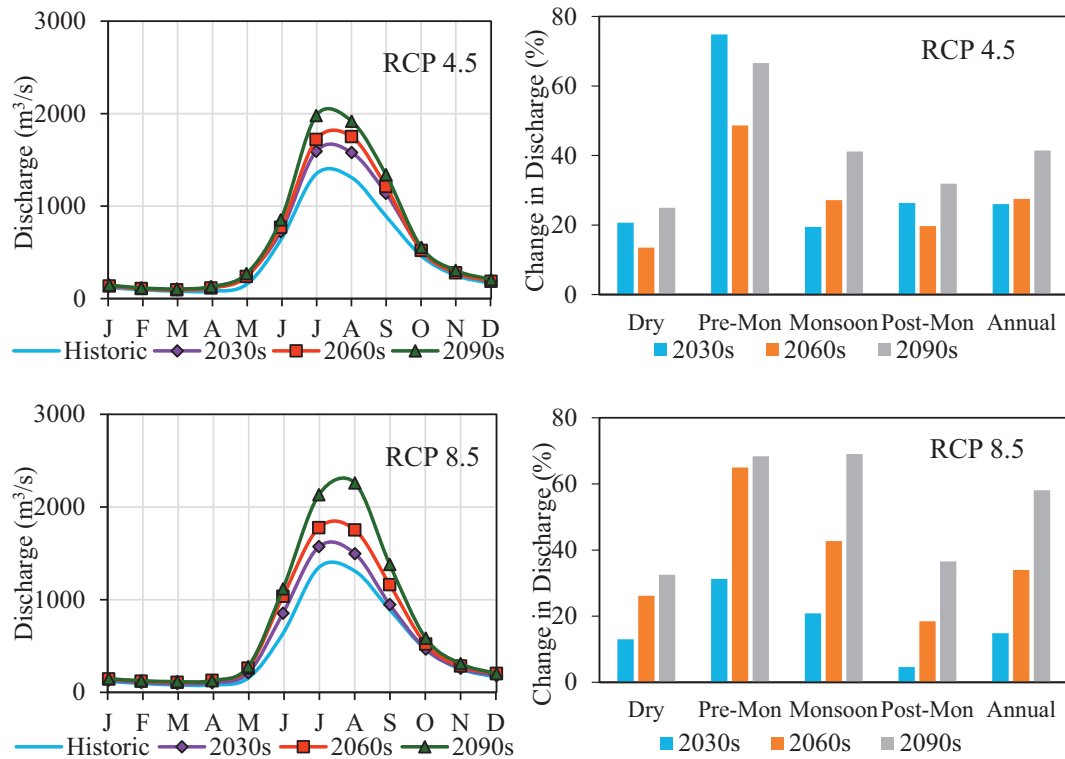 3000
2000
1000
0
Discharge (m³/s)
RCP 4.5
J F M A M J J A S O N D
Historic 2030s 2060s 2090s
80
60
40
20
0
Change in Discharge (%)
RCP 4.5
Dry Pre-Mon Monsoon Post-Mon Annual
2030s 2060s 2090s
3000
2000
1000
0
Discharge (m³/s)
RCP 8.5
J F M A M J J A S O N D
Historic 2030s 2060s 2090s
80
60
40
20
0
Change in Discharge (%)
RCP 8.5
Dry Pre-Mon Monsoon Post-Mon Annual
2030s 2060s 2090s